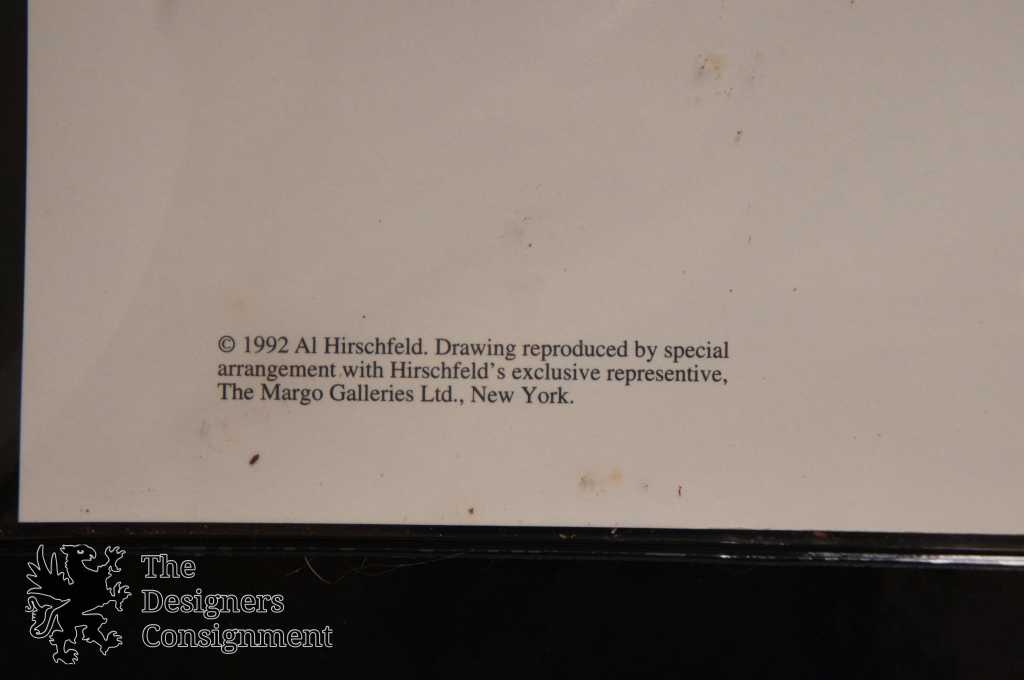 © 1992 Al Hirschfeld. Drawing reproduced by special
arrangement with Hirschfeld's exclusive representive,
The Margo Galleries Ltd., New York.
The
Designers
Consignment